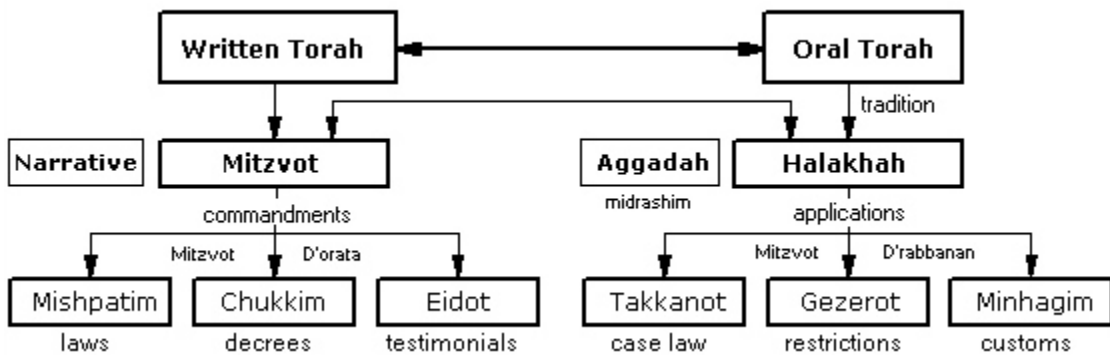 Written Torah
Oral Torah
tradition
Narrative
Mitzvot
Aggadah
Halakhah
midrashim
commandments
applications
Mitzvot D'orata
Mitzvot D'rabbanan
Mishpatim
Chukkim
Eidot
Takkanot
Gezerot
Minhagim
laws
decrees
testimonials
case law
restrictions
customs